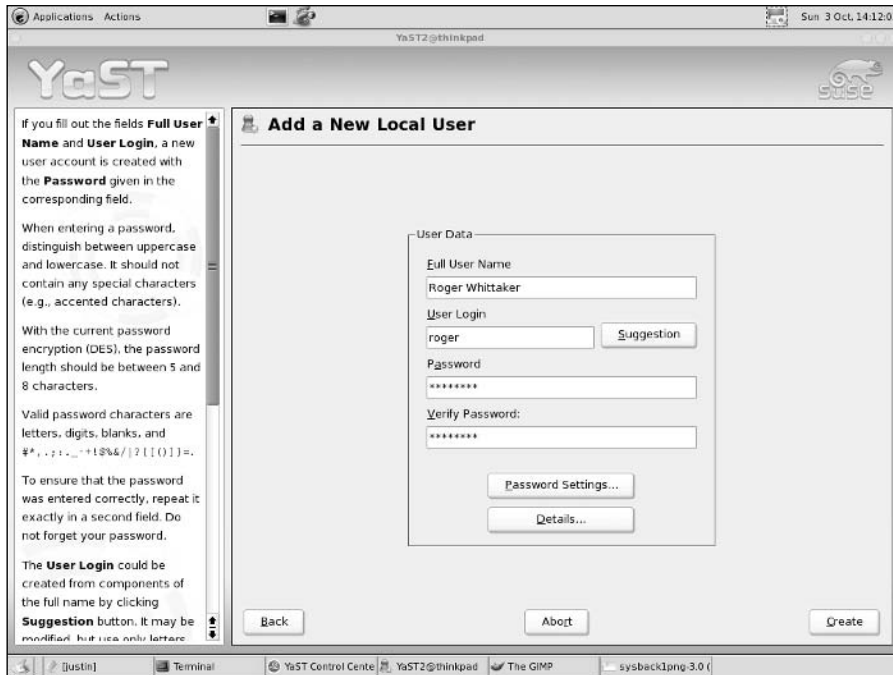 Applications Actions
Sun 3 Oct, 14:12:0
YaST2@thinkpad
YaST
SUSE
If you fill out the fields Full User
Name and User Login, a new
user account is created with
the Password given in the
corresponding field.
When entering a password,
distinguish between uppercase
and lowercase. It should not
contain any special characters
(e.g., accented characters).
With the current password
encryption (DES), the password
length should be between 5 and
8 characters.
Valid password characters are
letters, digits, blanks, and
#*,.;:._-+!$%&/|?{[()]}=.
To ensure that the password
was entered correctly, repeat it
exactly in a second field. Do
not forget your password.
The User Login could be
created from components of
the full name by clicking
Suggestion button. It may be
modified, but use only letters
Add a New Local User
User Data
Full User Name
Roger Whittaker
User Login
roger
Suggestion
Password
********
Verify Password:
********
Password Settings...
Details...
Back
Abort
Create
[justin]
Terminal
YaST Control Cente
YaST2@thinkpad
The GIMP
sysback1png-3.0 (